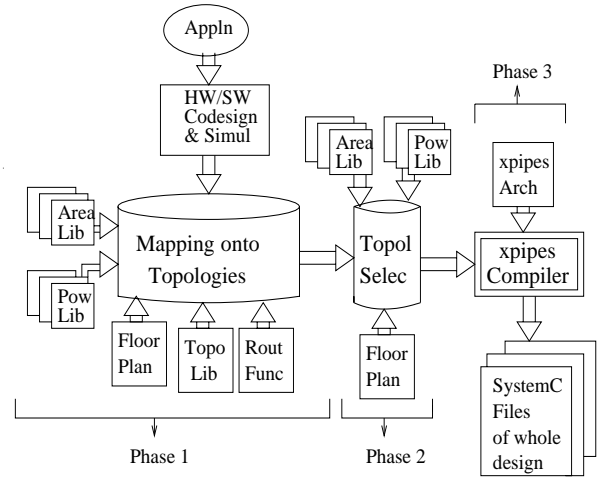 Appln
HW/SW
Codesign
& Simul
Phase 3
Area
Lib
Pow
Lib
xpipes
Arch
Area
Lib
Pow
Lib
Mapping onto
Topologies
Topol
Selec
xpipes
Compiler
Floor
Plan
Topo
Lib
Rout
Func
Floor
Plan
SystemC
Files
of whole
design
Phase 1
Phase 2